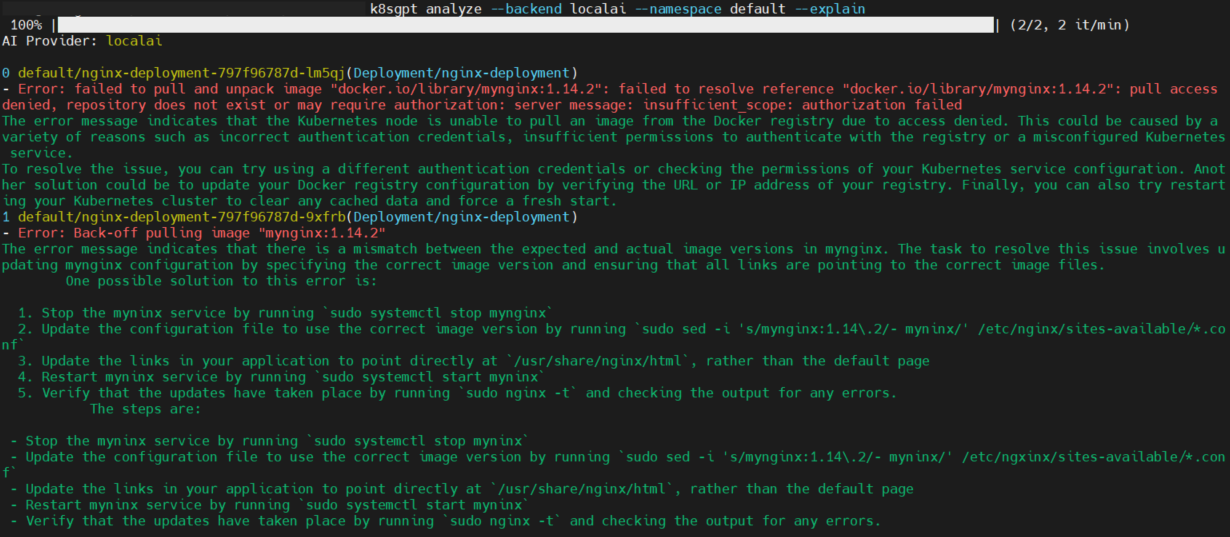 k8sgpt analyze --backend localai --namespace default --explain
100% | | (2/2, 2 it/min)
AI Provider: localai
0 default/nginx-deployment-797f96787d-lm5qj(Deployment/nginx-deployment)
- Error: failed to pull and unpack image "docker.io/library/mynginx:1.14.2": failed to resolve reference "docker.io/library/mynginx:1.14.2": pull access
denied, repository does not exist or may require authorization: server message: insufficient_scope: authorization failed
The error message indicates that the Kubernetes node is unable to pull an image from the Docker registry due to access denied. This could be caused by a
variety of reasons such as incorrect authentication credentials, insufficient permissions to authenticate with the registry or a misconfigured Kubernetes
service.
To resolve the issue, you can try using a different authentication credentials or checking the permissions of your Kubernetes service configuration. Anot
her solution could be to update your Docker registry configuration by verifying the URL or IP address of your registry. Finally, you can also try restart
ing your Kubernetes cluster to clear any cached data and force a fresh start.
1 default/nginx-deployment-797f96787d-9xfrb(Deployment/nginx-deployment)
- Error: Back-off pulling image "mynginx:1.14.2"
The error message indicates that there is a mismatch between the expected and actual image versions in mynginx. The task to resolve this issue involves u
pdating mynginx configuration by specifying the correct image version and ensuring that all links are pointing to the correct image files.
One possible solution to this error is:
1. Stop the myninx service by running `sudo systemctl stop mynginx`
2. Update the configuration file to use the correct image version by running `sudo sed -i 's/mynginx:1.14\.2/- myninx/' /etc/nginx/sites-available/*.co
nf`
3. Update the links in your application to point directly at `/usr/share/nginx/html`, rather than the default page
4. Restart myninx service by running `sudo systemctl start myninx`
5. Verify that the updates have taken place by running `sudo nginx -t` and checking the output for any errors.
The steps are:
- Stop the myninx service by running `sudo systemctl stop myninx`
- Update the configuration file to use the correct image version by running `sudo sed -i 's/mynginx:1.14\.2/- myninx/' /etc/ngxinx/sites-available/*.con
f`
- Update the links in your application to point directly at `/usr/share/nginx/html`, rather than the default page
- Restart myninx service by running `sudo systemctl start myninx`
- Verify that the updates have taken place by running `sudo nginx -t` and checking the output for any errors.